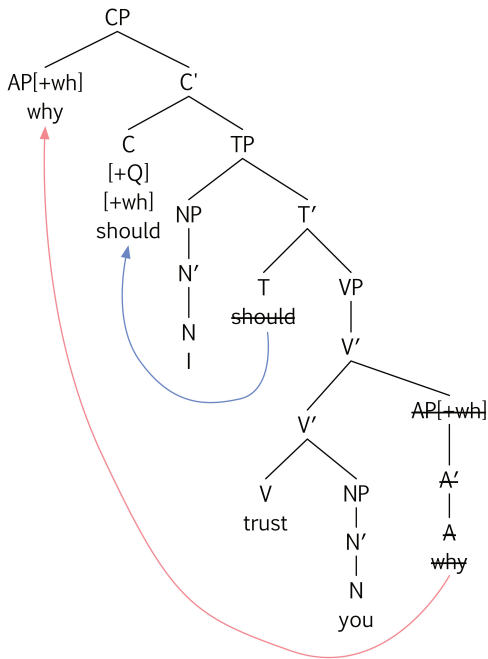 CP
AP[+wh]
why
C'
C
[+Q]
[+wh]
should
TP
NP
N′
N
I
T′
T
should
VP
V′
V′
V
trust
NP
N′
N
you
AP[+wh]
A′
A
why